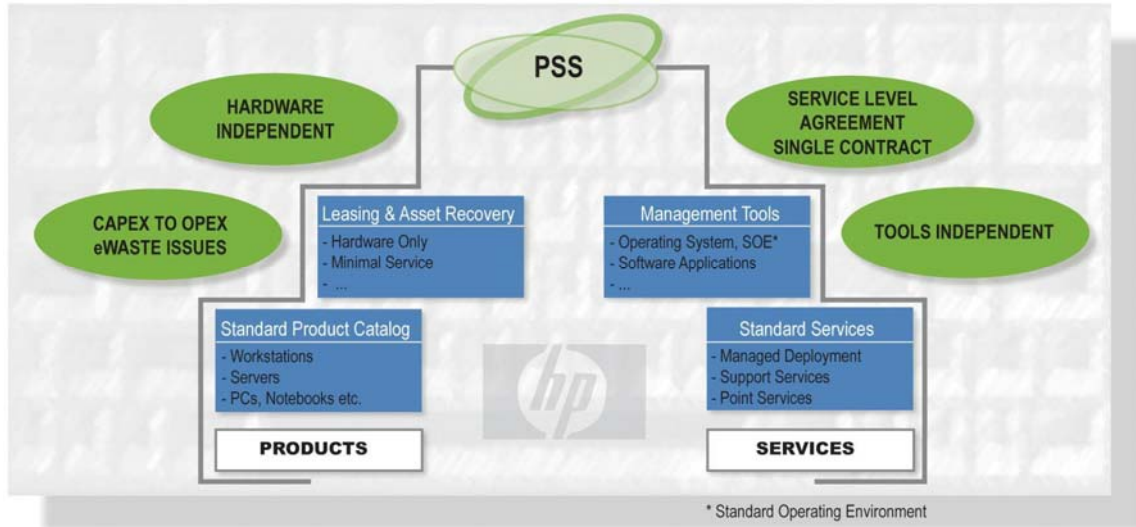 PSS
HARDWARE
INDEPENDENT
SERVICE LEVEL
AGREEMENT
SINGLE CONTRACT
CAPEX TO OPEX
eWASTE ISSUES
Leasing & Asset Recovery
- Hardware Only
- Minimal Service
- ...
Management Tools
- Operating System, SOE*
- Software Applications
- ...
TOOLS INDEPENDENT
Standard Product Catalog
- Workstations
- Servers
- PCs, Notebooks etc.
hp
Standard Services
- Managed Deployment
- Support Services
- Point Services
PRODUCTS
SERVICES
* Standard Operating Environment